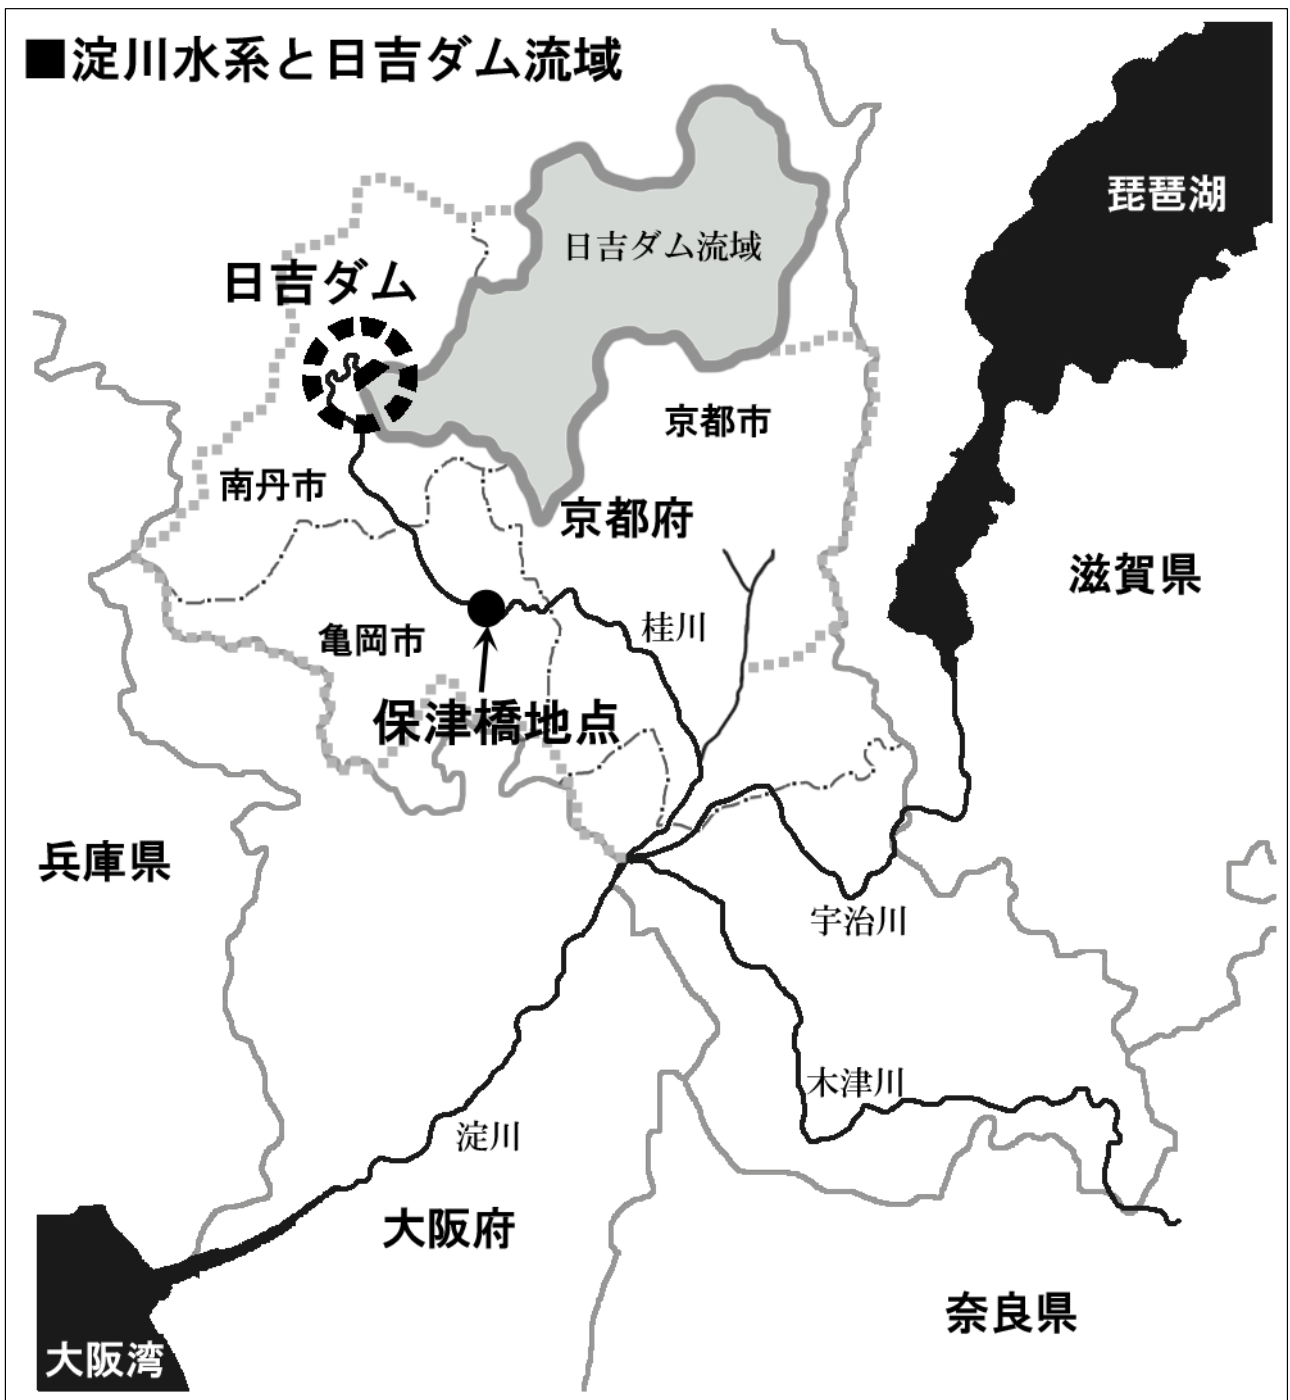 ■淀川水系と日吉ダム流域
琵琶湖
日吉ダム流域
日吉ダム
京都市
南丹市
京都府
滋賀県
桂川
亀岡市
保津橋地点
兵庫県
宇治川
木津川
淀川
大阪府
奈良県
大阪湾